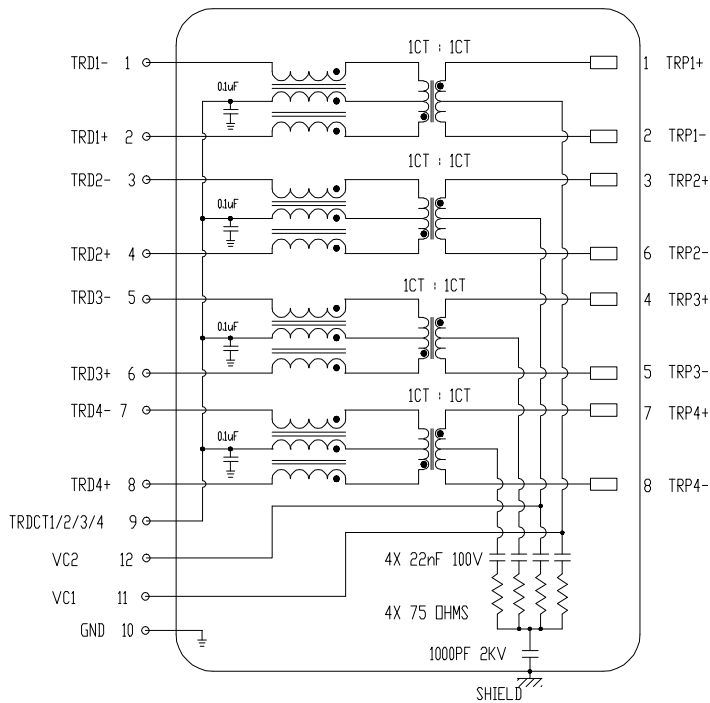 1CT : 1CT
TRD1- 1
1 TRP1+
0.1uF
TRD1+ 2
2 TRP1-
1CT : 1CT
TRD2- 3
3 TRP2+
0.1uF
TRD2+ 4
6 TRP2-
1CT : 1CT
TRD3- 5
4 TRP3+
0.1uF
TRD3+ 6
5 TRP3-
1CT : 1CT
TRD4- 7
7 TRP4+
0.1uF
TRD4+ 8
8 TRP4-
TRDCT1/2/3/4 9
VC2 12
4X 22nF 100V
VC1 11
4X 75 OHMS
GND 10
1000PF 2KV
SHIELD